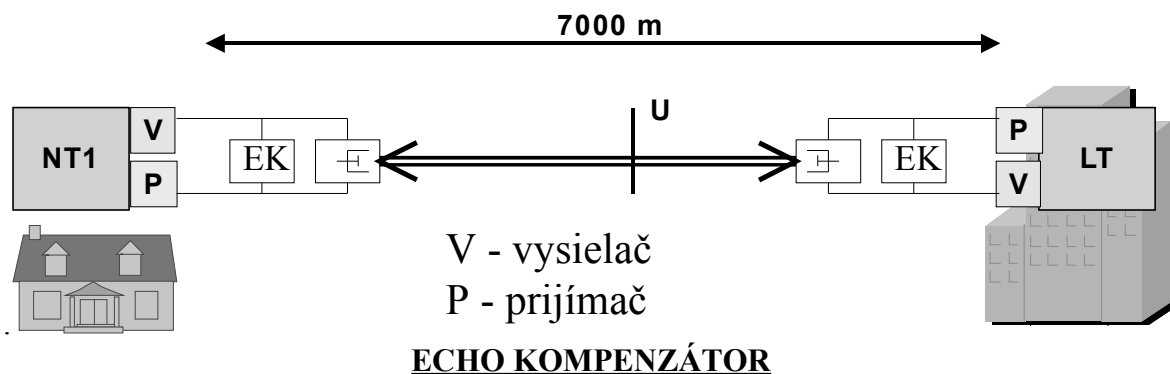 7000 m
U
V
P
NT1
EK
EK
P
V
LT
V - vysielač
P - prijímač
.
ECHO KOMPENZÁTOR